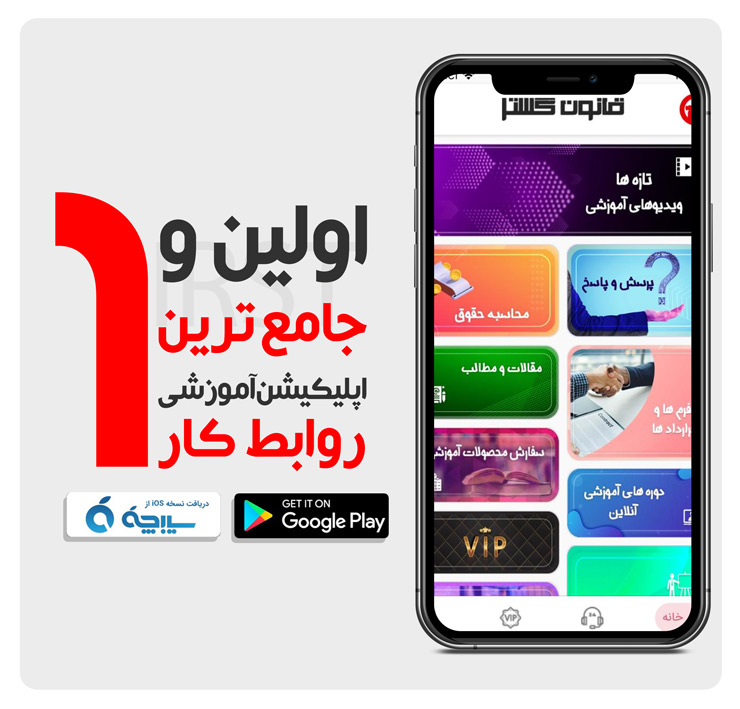 اولین و
جامع ترین
اپلیکیشن آموزشی
روابط کار
۱
دریافت نسخه iOS از
سیبچه
GET IT ON
Google Play
قانون گستر
تازه ها
ویدیوهای آموزشی
پرسش و پاسخ
محاسبه حقوق
مقالات و مطالب
فرم ها و
قرارداد ها
سفارش محصولات آموزشی
دوره های آموزشی
آنلاین
VIP
VIP
24
خانه